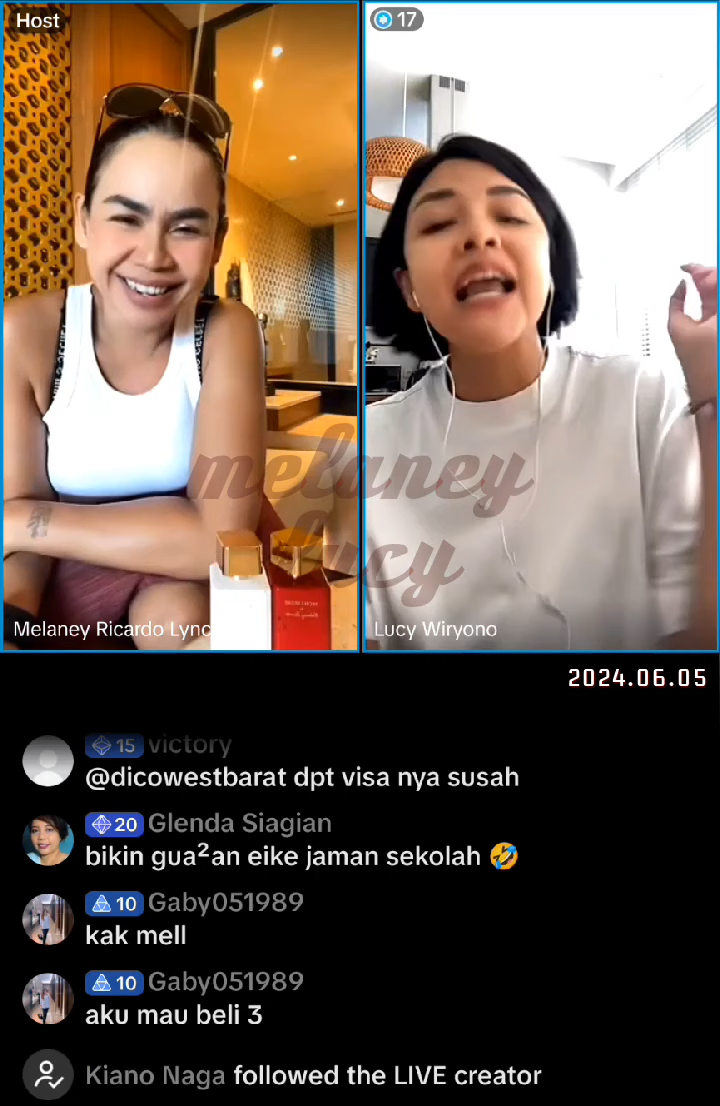 Host
17
melaney
lucy
Melaney Ricardo Lync
Lucy Wiryono
2024.06.05
15 victory
@dicowestbarat dpt visa nya susah
20 Glenda Siagian
bikin gua²an eike jaman sekolah 🤣
10 Gaby051989
kak mell
10 Gaby051989
aku mau beli 3
Kiano Naga followed the LIVE creator